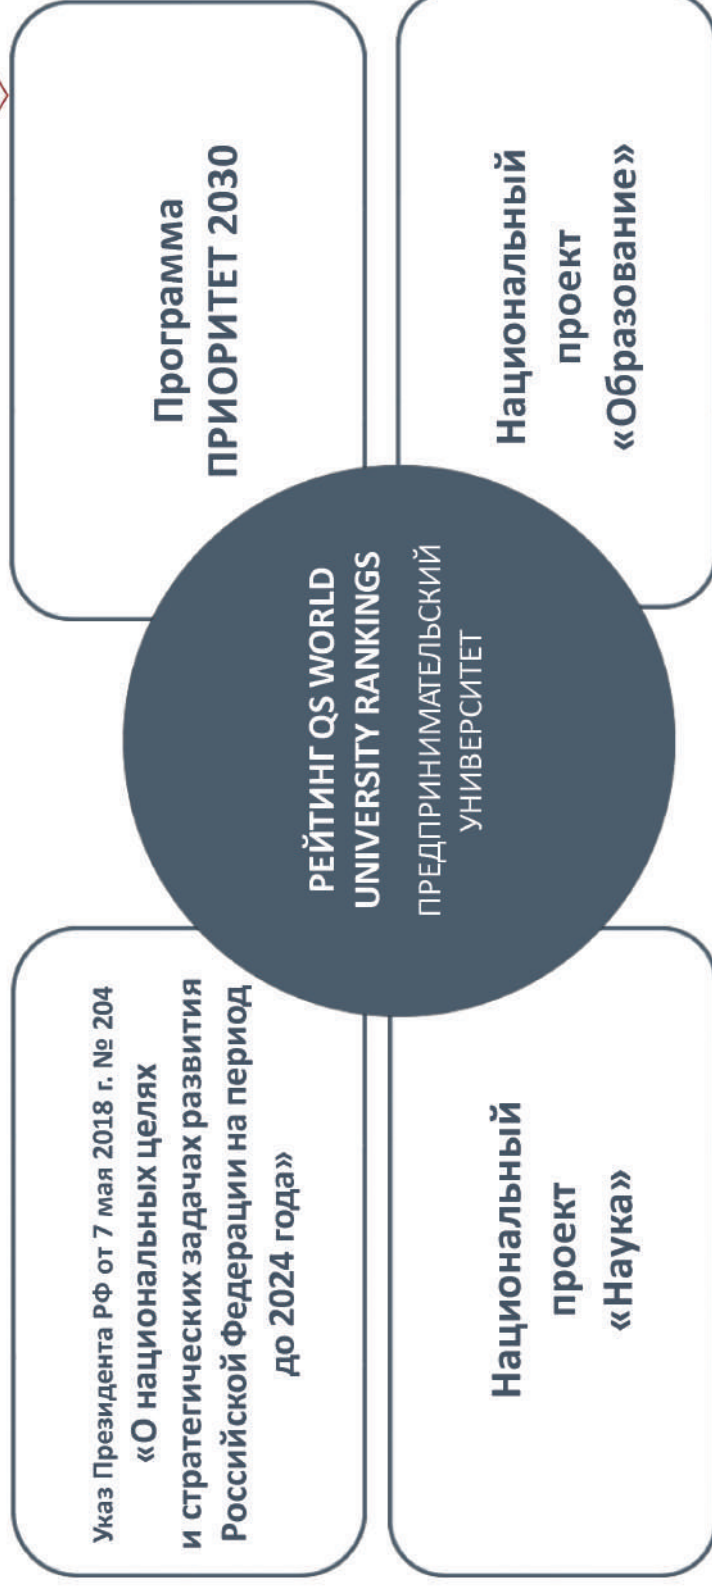 Указ Президента РФ от 7 мая 2018 г. № 204
«О национальных целях
и стратегических задачах развития
Российской Федерации на период
до 2024 года»
Программа
ПРИОРИТЕТ 2030
РЕЙТИНГ QS WORLD
UNIVERSITY RANKINGS
ПРЕДПРИНИМАТЕЛЬСКИЙ
УНИВЕРСИТЕТ
Национальный
проект
«Наука»
Национальный
проект
«Образование»